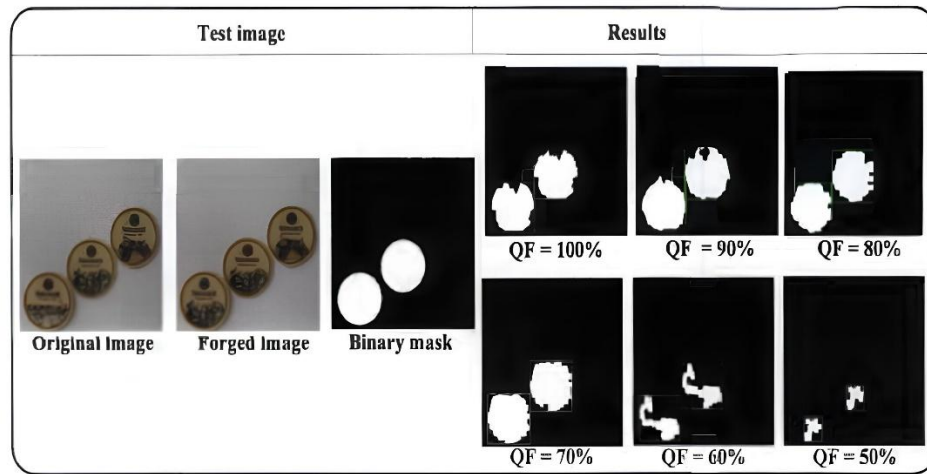 Test image
Results
QF = 100%
QF = 90%
QF = 80%
Original image
Forged image
Binary mask
QF = 70%
QF = 60%
QF = 50%